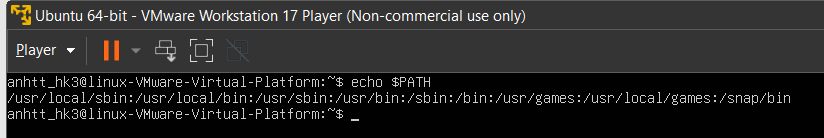 Ubuntu 64-bit - VMware Workstation 17 Player (Non-commercial use only)
Player
anhtt_hk3@linux-VMware-Virtual-Platform:~$ echo $PATH
/usr/local/sbin:/usr/local/bin:/usr/sbin:/usr/bin:/sbin:/bin:/usr/games:/usr/local/games:/snap/bin
anhtt_hk3@linux-VMware-Virtual-Platform:~$ _